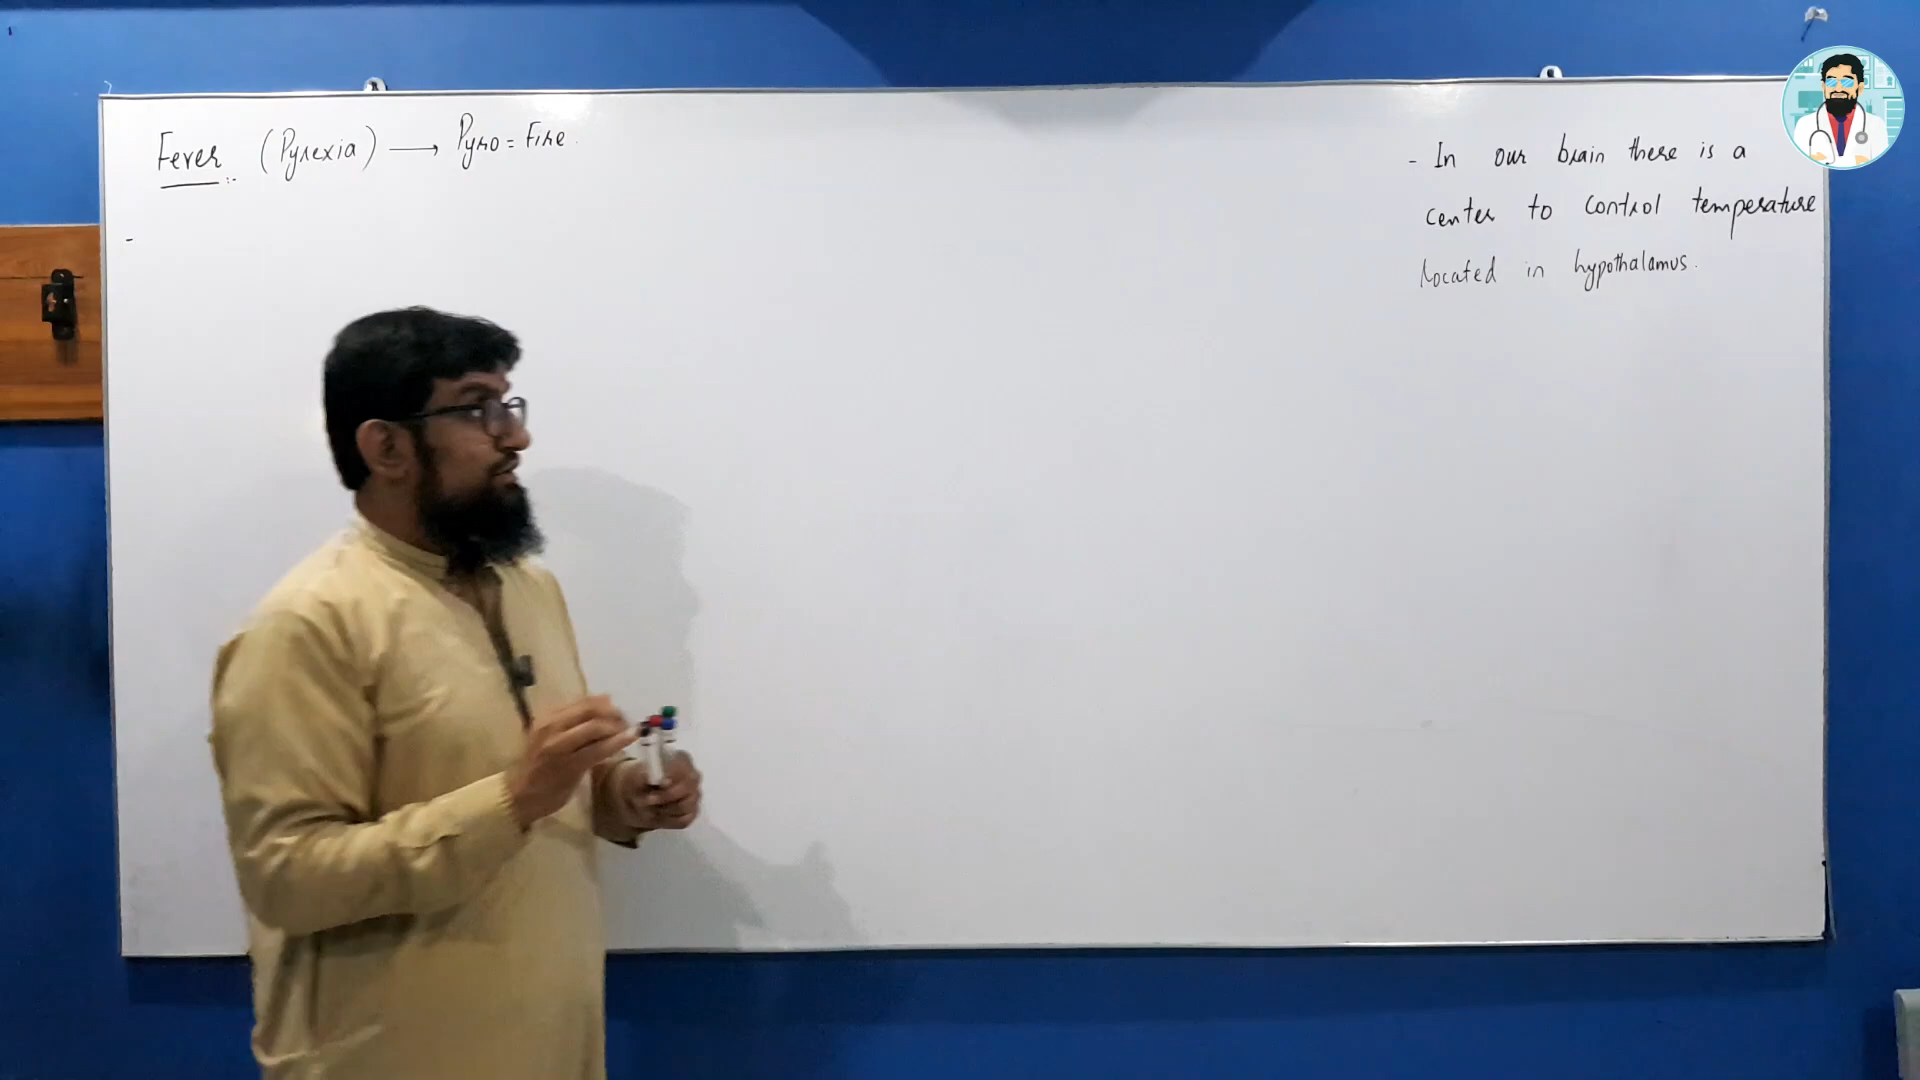 Fever :- (Pyrexia) → Pyro = Fire.
-
- In our brain there is a
center to control temperature
located in hypothalamus.